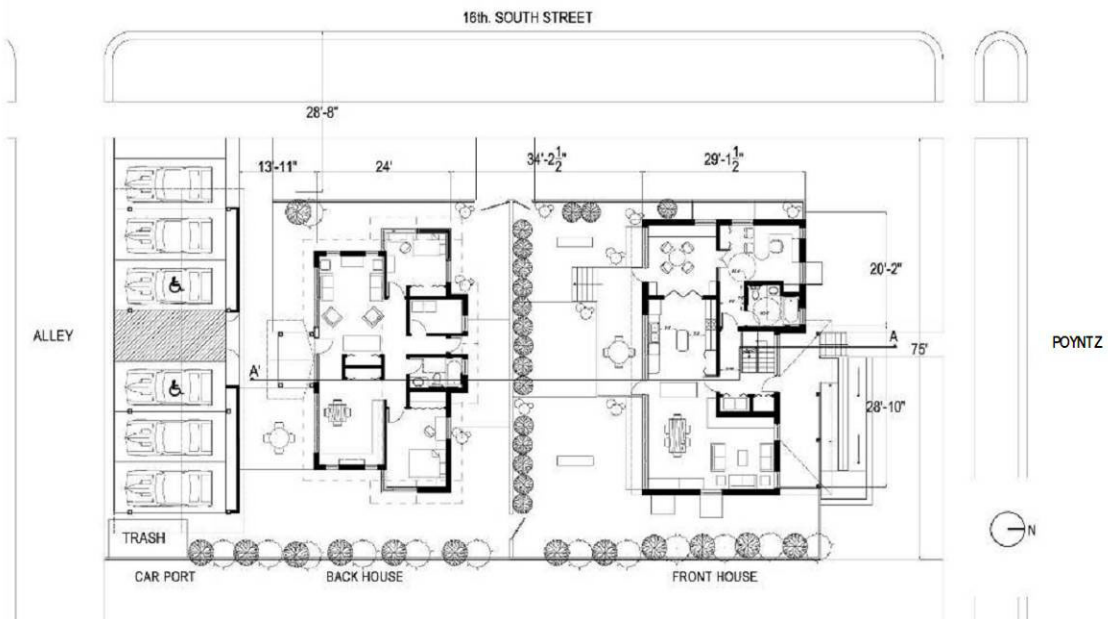 16th. SOUTH STREET
28'-8"
13'-11"
24'
34'-2 1/2"
29'-1 1/2"
20'-2"
ALLEY
A
75'
POYNTZ
A'
28'-10"
N
TRASH
CAR PORT
BACK HOUSE
FRONT HOUSE